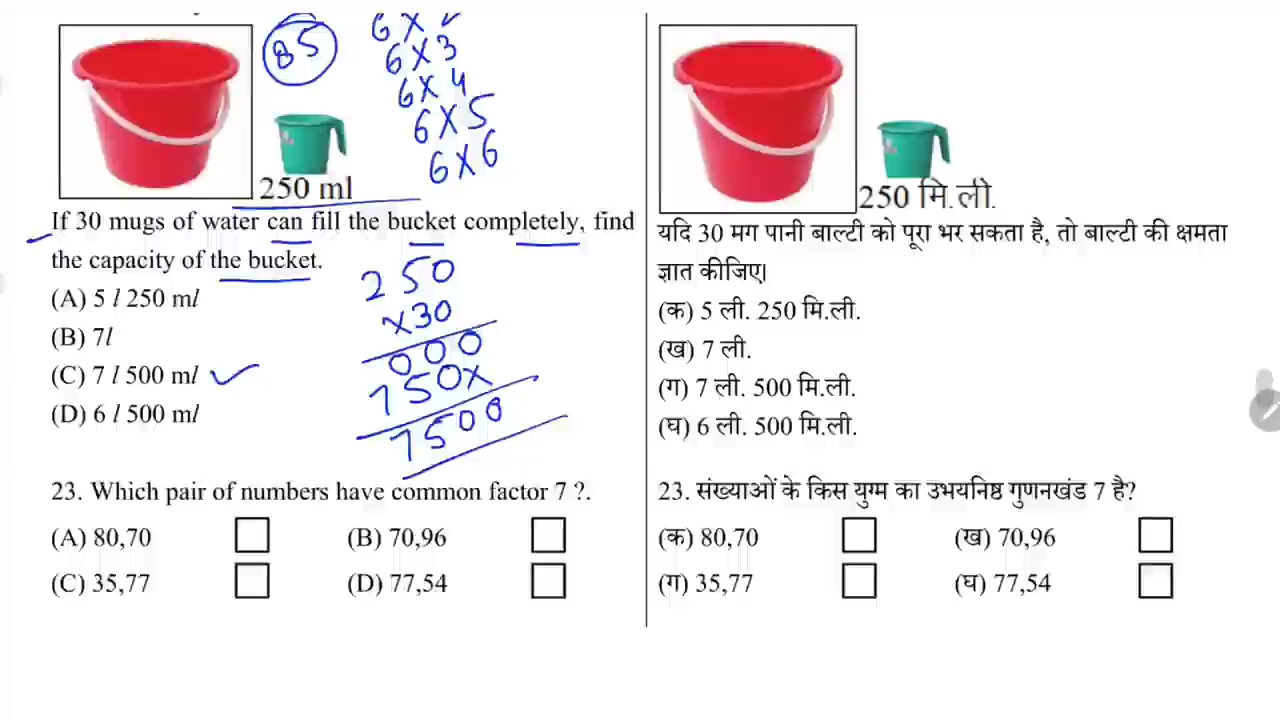 85
6 X
6 X 3
6 X 4
6 X 5
6 X 6
250 ml
If 30 mugs of water can fill the bucket completely, find
the capacity of the bucket.
(A) 5 l 250 ml
(B) 7l
(C) 7 l 500 ml
(D) 6 l 500 ml
250
X30
000
750X
7500
23. Which pair of numbers have common factor 7 ?.
(A) 80,70 (B) 70,96
(C) 35,77 (D) 77,54
250 मि.ली.
यदि 30 मग पानी बाल्टी को पूरा भर सकता है, तो बाल्टी की क्षमता
ज्ञात कीजिए।
(क) 5 ली. 250 मि.ली.
(ख) 7 ली.
(ग) 7 ली. 500 मि.ली.
(घ) 6 ली. 500 मि.ली.
23. संख्याओं के किस युग्म का उभयनिष्ठ गुणनखंड 7 है?
(क) 80,70 (ख) 70,96
(ग) 35,77 (घ) 77,54